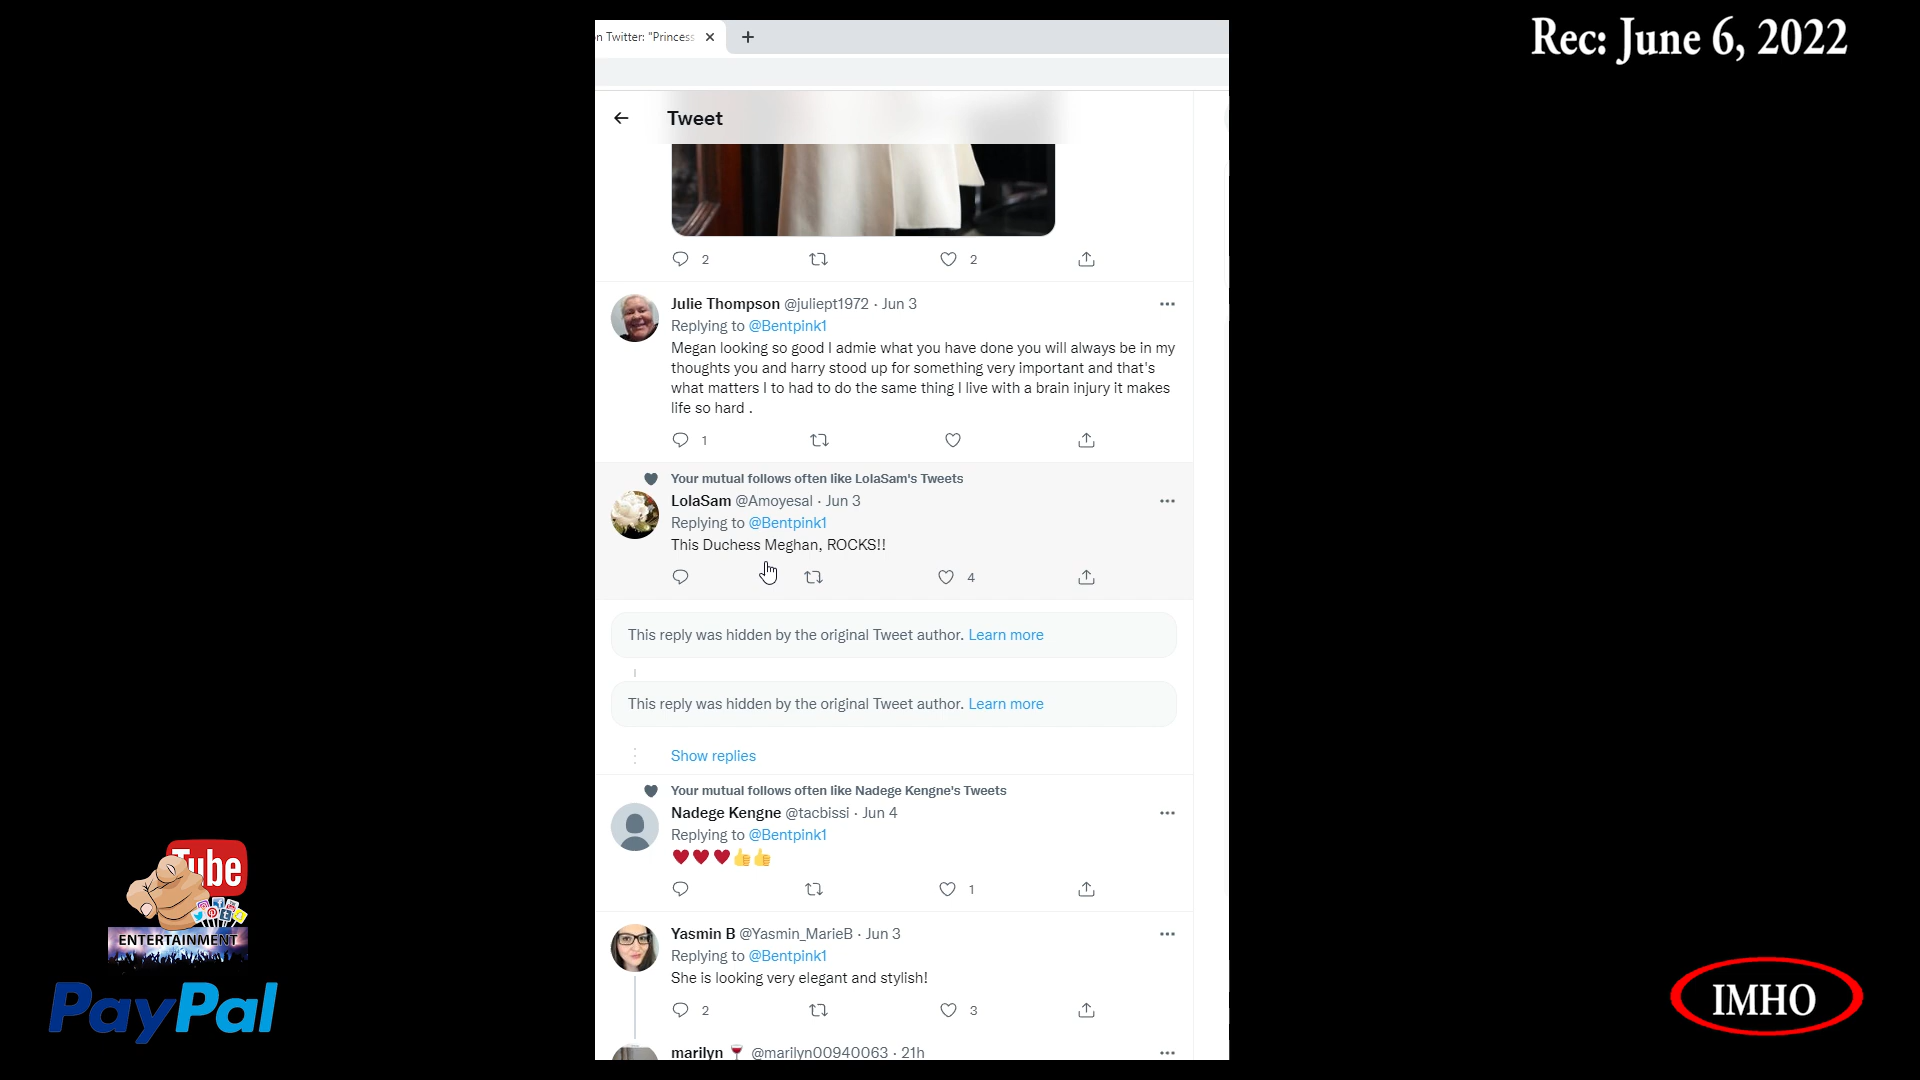 Rec: June 6, 2022
n Twitter: "Princess
Tweet
2
2
Julie Thompson @juliept1972 · Jun 3
Replying to @Bentpink1
Megan looking so good I admie what you have done you will always be in my
thoughts you and harry stood up for something very important and that's
what matters I to had to do the same thing I live with a brain injury it makes
life so hard .
1
Your mutual follows often like LolaSam's Tweets
LolaSam @Amoyesal · Jun 3
Replying to @Bentpink1
This Duchess Meghan, ROCKS!!
4
This reply was hidden by the original Tweet author. Learn more
This reply was hidden by the original Tweet author. Learn more
Show replies
Your mutual follows often like Nadege Kengne's Tweets
Nadege Kengne @tacbissi · Jun 4
Replying to @Bentpink1
♥♥♥👍👍
1
Yasmin B @Yasmin_MarieB · Jun 3
Replying to @Bentpink1
She is looking very elegant and stylish!
2
3
marilyn 🍷 @marilyn00940063 · 21h
Tube
ENTERTAINMENT
PayPal
IMHO